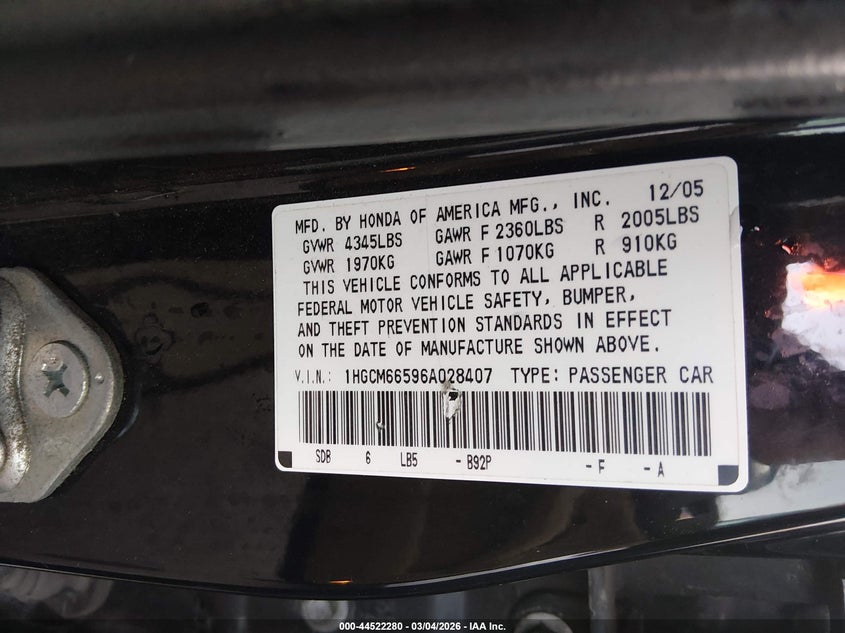 MFD. BY HONDA OF AMERICA MFG., INC. 12/05
GVWR 4345LBS GAWR F 2360LBS R 2005LBS
GVWR 1970KG GAWR F 1070KG R 910KG
THIS VEHICLE CONFORMS TO ALL APPLICABLE
FEDERAL MOTOR VEHICLE SAFETY, BUMPER,
AND THEFT PREVENTION STANDARDS IN EFFECT
ON THE DATE OF MANUFACTURE SHOWN ABOVE.
V.I.N.: 1HGCM66596A028407 TYPE: PASSENGER CAR
SDB 6 LB5 - B92P - F - A
000-44522280 - 03/04/2026 - IAA Inc.